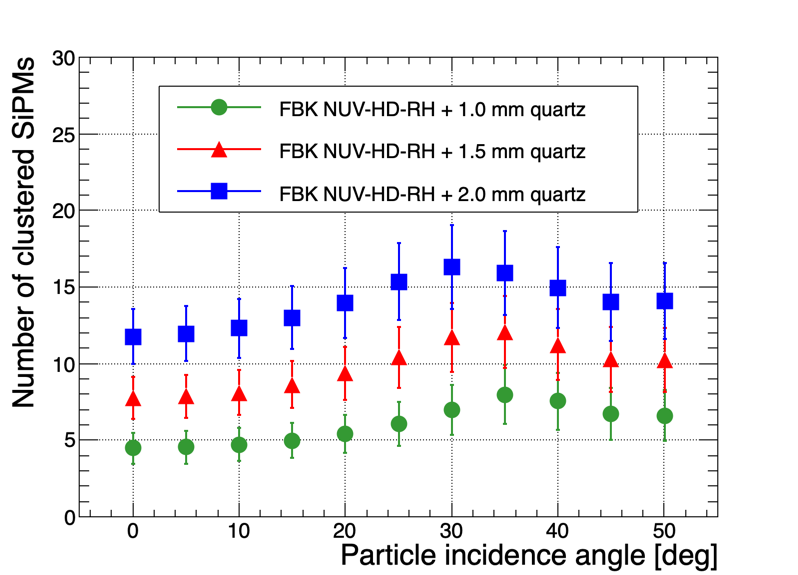 Number of clustered SiPMs
30
25
20
15
10
5
0
FBK NUV-HD-RH + 1.0 mm quartz
FBK NUV-HD-RH + 1.5 mm quartz
FBK NUV-HD-RH + 2.0 mm quartz
0 10 20 30 40 50
Particle incidence angle [deg]